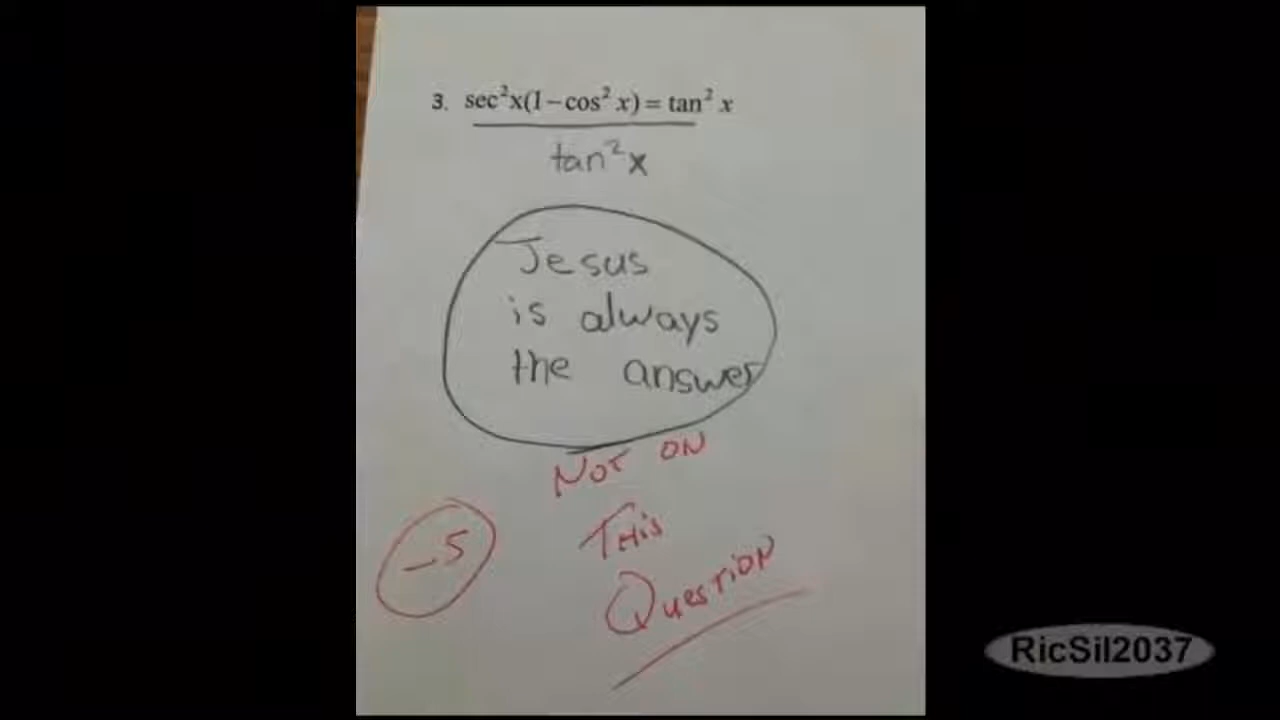 3. sec²x(1−cos² x) = tan² x
tan²x
Jesus
is always
the answer
NOT ON
THis
−5
QuestioN
RicSil2037